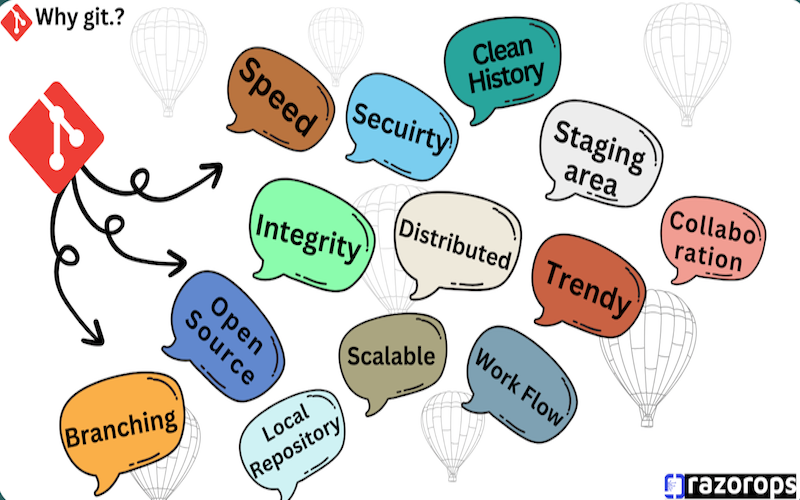 Why git.?
Speed
Secuirty
Clean
History
Staging
area
Collabo
ration
Integrity
Distributed
Trendy
Open
Source
Scalable
Work Flow
Branching
Local
Repository
razorops